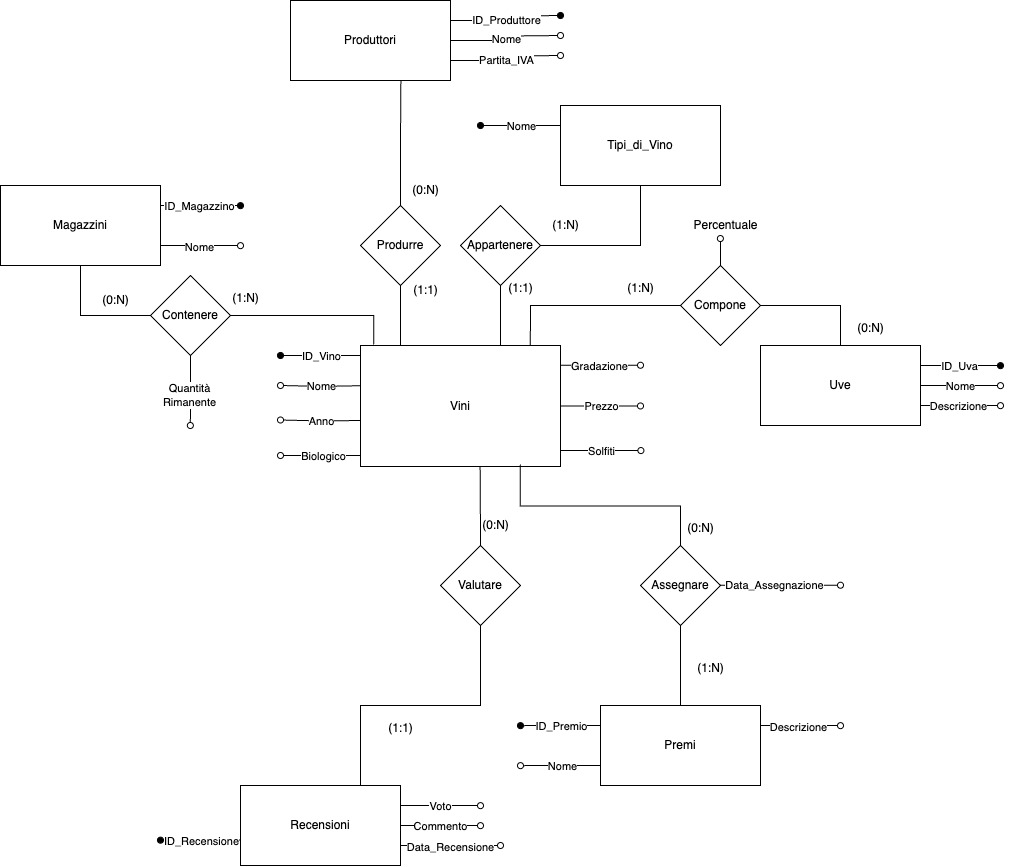 ID_Produttore
Produttori
Nome
Partita_IVA
Nome
Tipi_di_Vino
(0:N)
ID_Magazzino
Magazzini
Nome
Produrre
Appartenere
(1:N)
Percentuale
(0:N)
(1:N)
(1:1)
(1:1)
(1:N)
Contenere
Compone
(0:N)
ID_Vino
Gradazione
ID_Uva
Quantità
Rimanente
Nome
Uve
Nome
Vini
Prezzo
Descrizione
Anno
Biologico
Solfiti
(0:N)
(0:N)
Valutare
Assegnare
Data_Assegnazione
(1:N)
(1:1)
ID_Premio
Descrizione
Premi
Nome
Voto
Recensioni
Commento
ID_Recensione
Data_Recensione